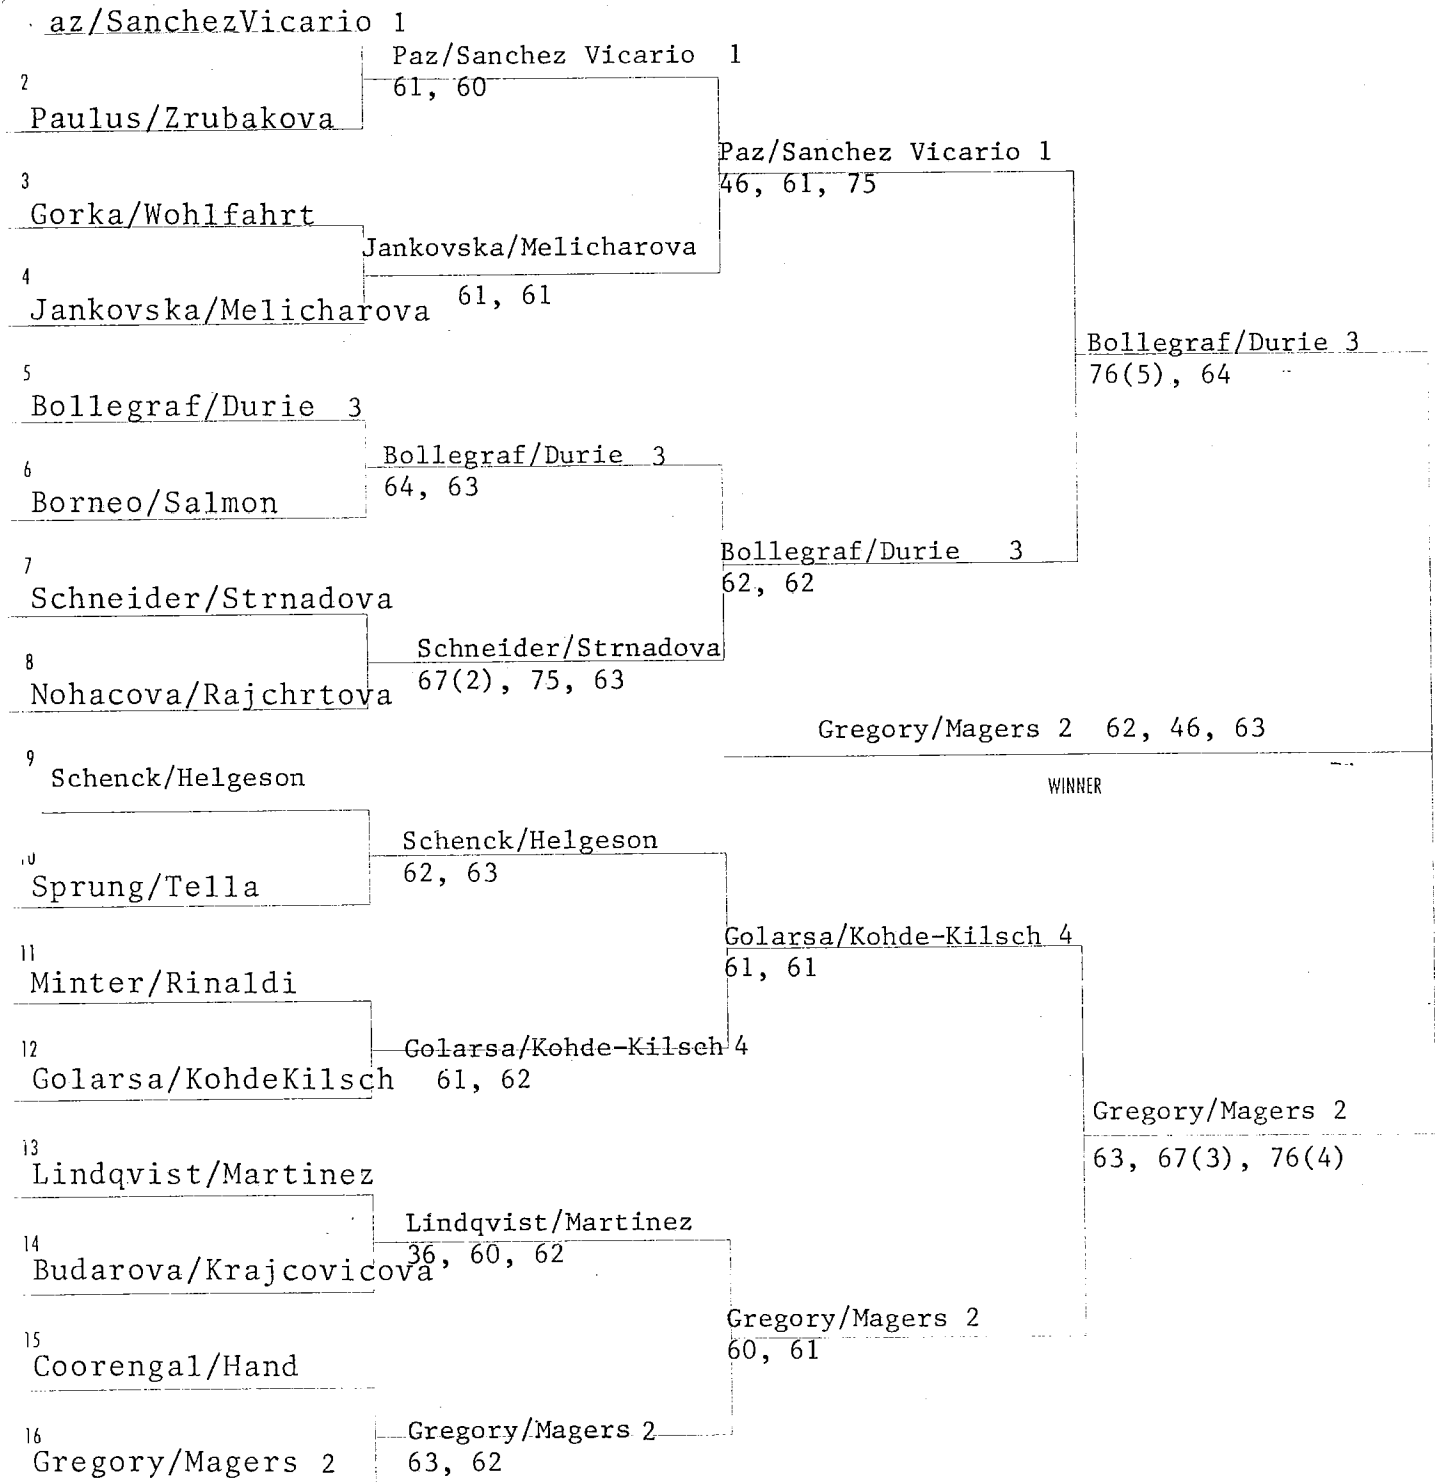 az/SanchezVicario 1
Paz/Sanchez Vicario 1
61, 60
2
Paulus/Zrubakova
Paz/Sanchez Vicario 1
46, 61, 75
3
Gorka/Wohlfahrt
Jankovska/Melicharova
61, 61
4
Jankovska/Melicharova
Bollegraf/Durie 3
76(5), 64
5
Bollegraf/Durie 3
Bollegraf/Durie 3
64, 63
6
Borneo/Salmon
Bollegraf/Durie 3
62, 62
7
Schneider/Strnadova
Schneider/Strnadova
67(2), 75, 63
8
Nohacova/Rajchrtova
Gregory/Magers 2 62, 46, 63
WINNER
9
Schenck/Helgeson
Schenck/Helgeson
62, 63
10
Sprung/Tella
Golarsa/Kohde-Kilsch 4
61, 61
11
Minter/Rinaldi
Golarsa/Kohde-Kilsch 4
61, 62
12
Golarsa/KohdeKilsch
Gregory/Magers 2
63, 67(3), 76(4)
13
Lindqvist/Martinez
Lindqvist/Martinez
36, 60, 62
14
Budarova/Krajcovicova
Gregory/Magers 2
60, 61
15
Coorengal/Hand
Gregory/Magers 2
63, 62
16
Gregory/Magers 2